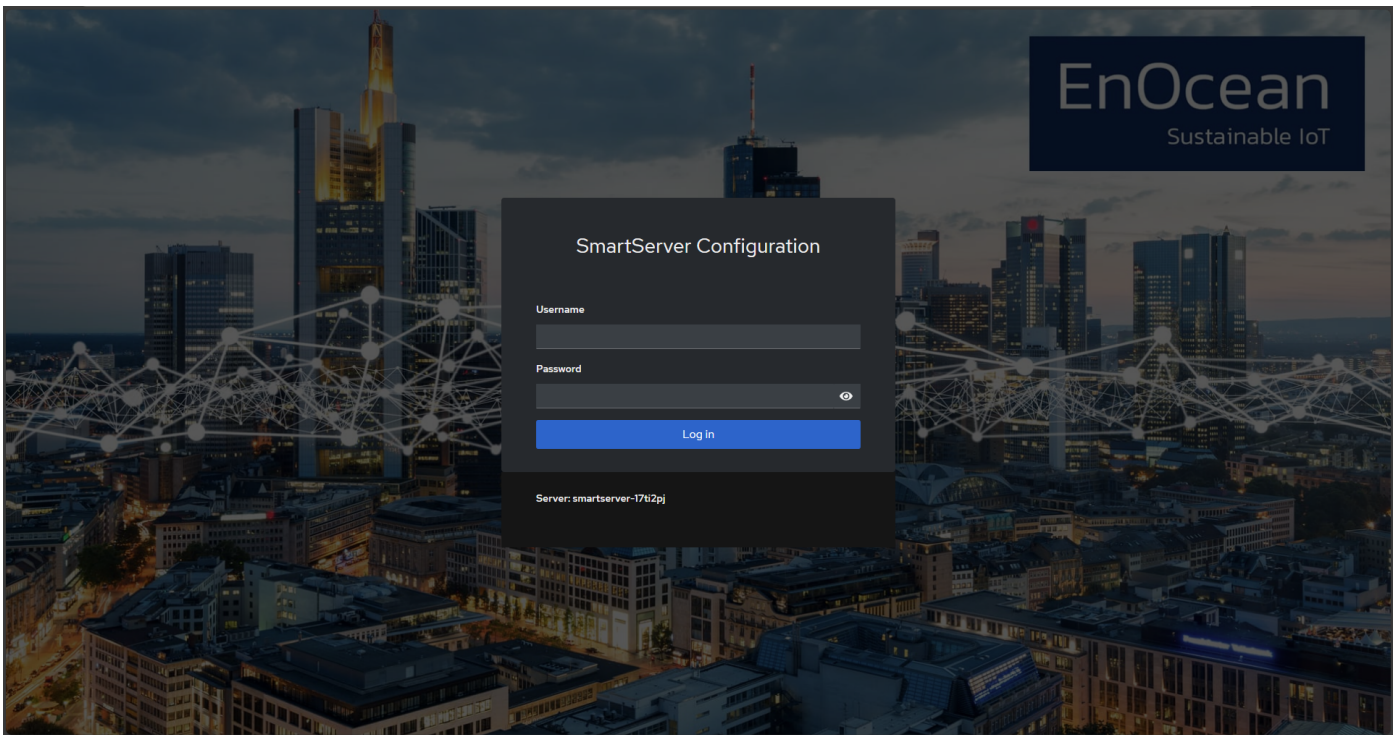 EnOcean
Sustainable IoT
SmartServer Configuration
Username
Password
Log in
Server: smartserver-17ti2pj